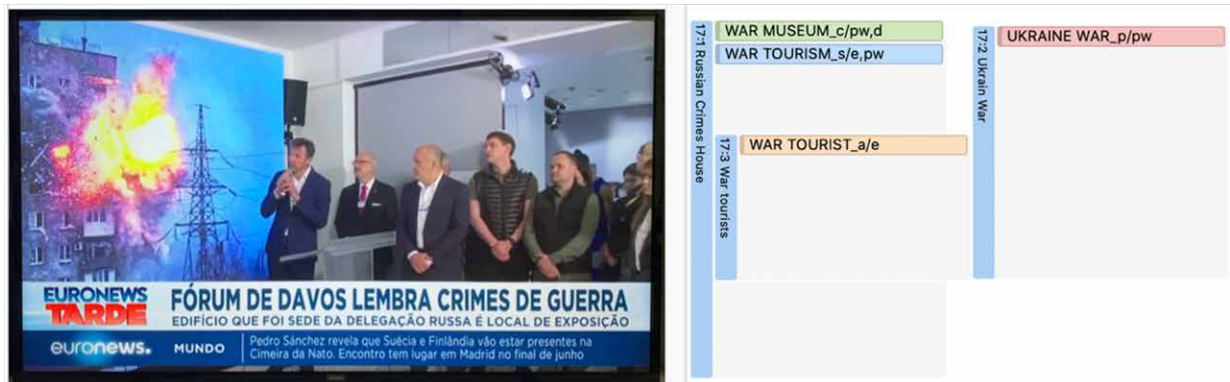 EURONEWS
TARDE
FÓRUM DE DAVOS LEMBRA CRIMES DE GUERRA
EDIFÍCIO QUE FOI SEDE DA DELEGAÇÃO RUSSA É LOCAL DE EXPOSIÇÃO
euronews.
MUNDO
Pedro Sánchez revela que Suécia e Finlândia vão estar presentes na
Cimeira da Nato. Encontro tem lugar em Madrid no final de junho
17:1 Russian Crimes House
WAR MUSEUM_c/pw,d
WAR TOURISM_s/e,pw
17:3 War tourists
WAR TOURIST_a/e
17:2 Ukrain War
UKRAINE WAR_p/pw